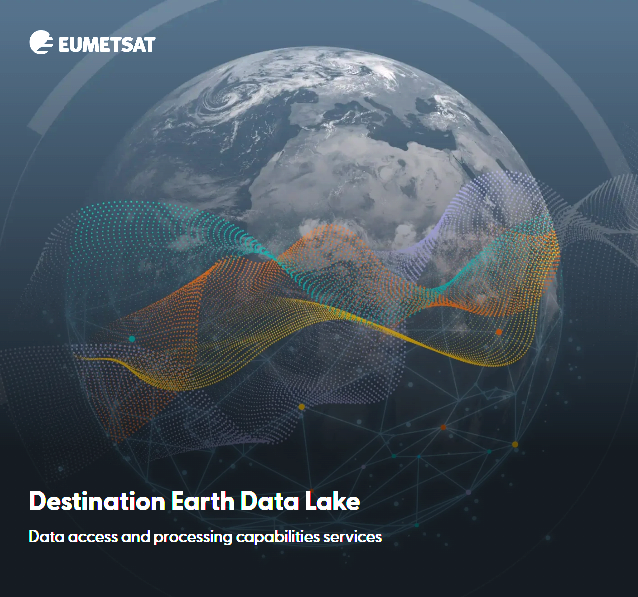 EUMETSAT
Destination Earth Data Lake
Data access and processing capabilities services